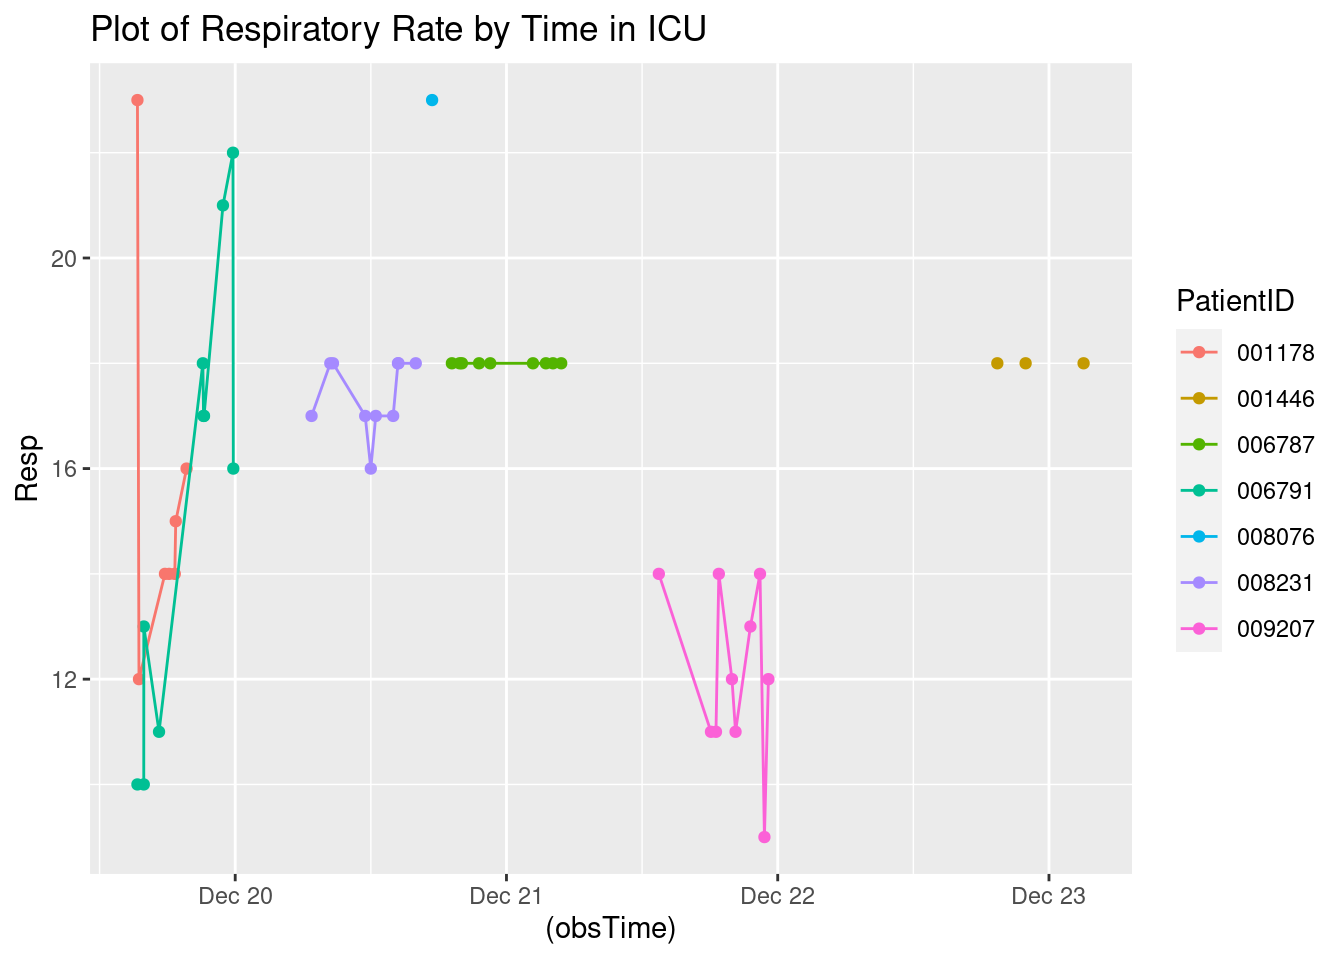 Plot of Respiratory Rate by Time in ICU
20
16
12
Resp
Dec 20
Dec 21
Dec 22
Dec 23
(obsTime)
PatientID
001178
001446
006787
006791
008076
008231
009207